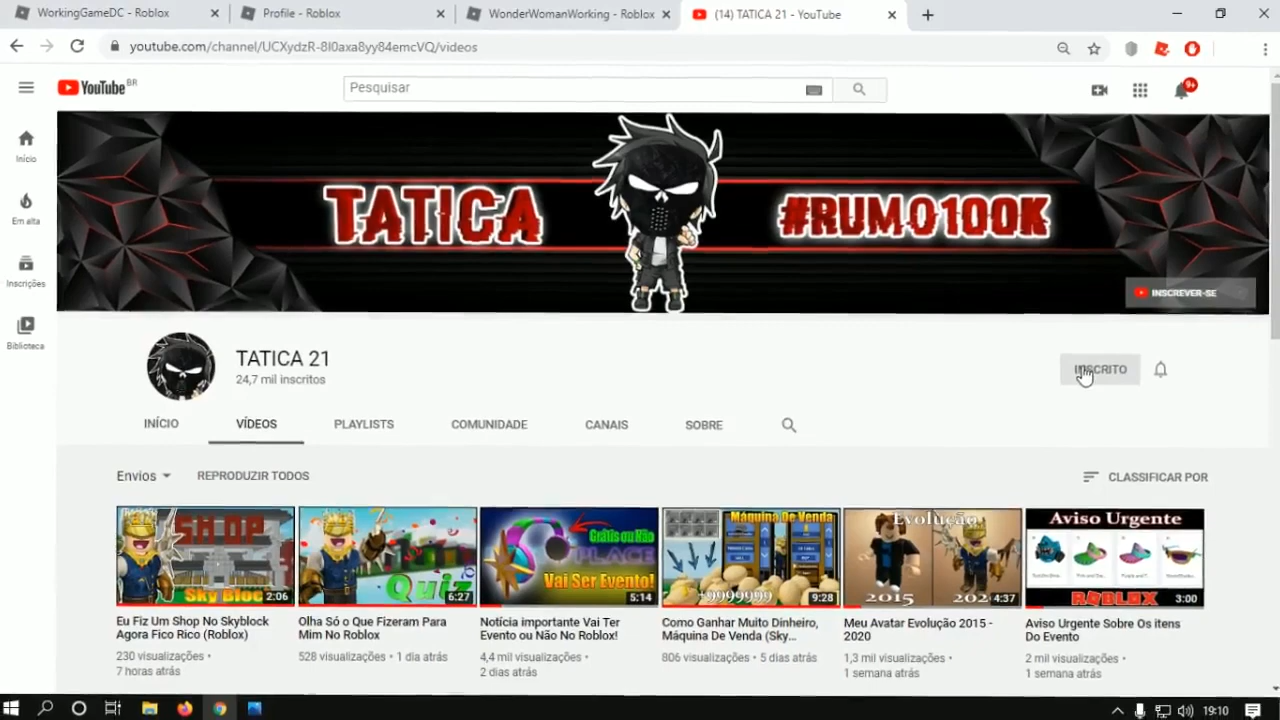 WorkingGameDC - Roblox
Profile - Roblox
WonderWomanWorking - Roblox
(14) TATICA 21 - YouTube
youtube.com/channel/UCXydzR-8I0axa8yy84emcVQ/videos
YouTube BR
Pesquisar
9+
Início
Em alta
Inscrições
Biblioteca
TATICA
#RUMO100K
INSCREVER-SE
TATICA 21
24,7 mil inscritos
INSCRITO
INÍCIO
VÍDEOS
PLAYLISTS
COMUNIDADE
CANAIS
SOBRE
Envios
REPRODUZIR TODOS
CLASSIFICAR POR
SHOP
Sky Bloc
2:06
Eu Fiz Um Shop No Skyblock
Agora Fico Rico (Roblox)
230 visualizações •
7 horas atrás
Quiz
6:27
Olha Só o Que Fizeram Para
Mim No Roblox
528 visualizações • 1 dia atrás
Grátis ou Não
PLACE
Vai Ser Evento!
5:14
Notícia importante Vai Ter
Evento ou NÃO No Roblox!
4,4 mil visualizações •
2 dias atrás
Máquina De Venda
+9999999
9:28
Como Ganhar Muito Dinheiro,
Máquina De Venda (Sky...
806 visualizações • 5 dias atrás
Evolução
2015
202
4:37
Meu Avatar Evolução 2015 -
2020
1,3 mil visualizações •
1 semana atrás
Aviso Urgente
ROBLOX
3:00
Aviso Urgente Sobre Os itens
Do Evento
2 mil visualizações •
1 semana atrás
19:10